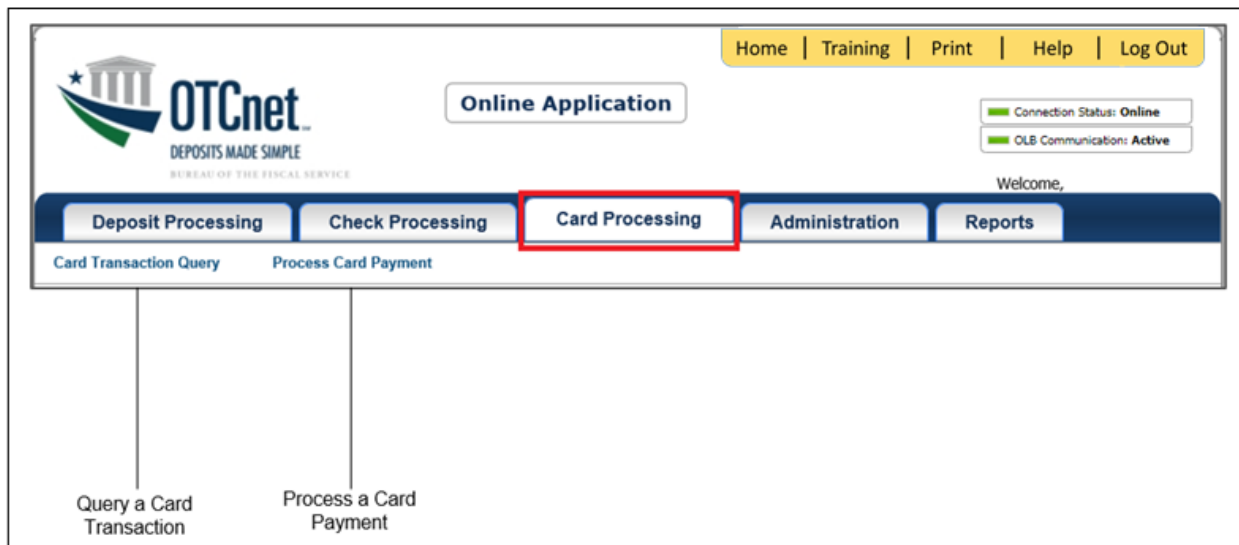 Home | Training | Print | Help | Log Out
OTCnet
DEPOSITS MADE SIMPLE
BUREAU OF THE FISCAL SERVICE
Online Application
Connection Status: Online
OLB Communication: Active
Welcome,
Deposit Processing Check Processing Card Processing Administration Reports
Card Transaction Query Process Card Payment
Query a Card
Transaction
Process a Card
Payment